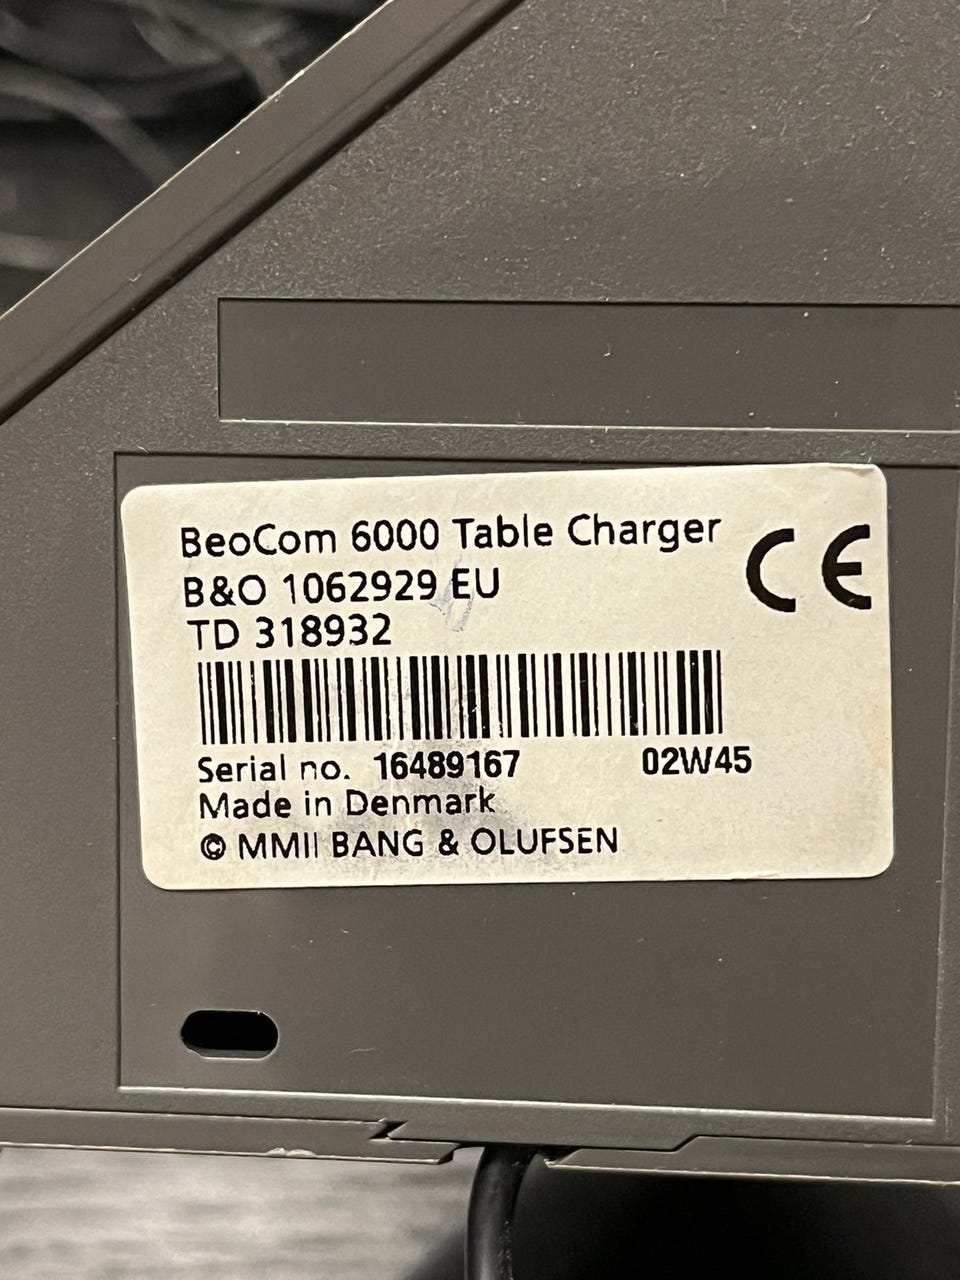 BeoCom 6000 Table Charger
CE
B&O 1062929 EU
TD 318932
Serial no. 16489167 02W45
Made in Denmark
© MMII BANG & OLUFSEN